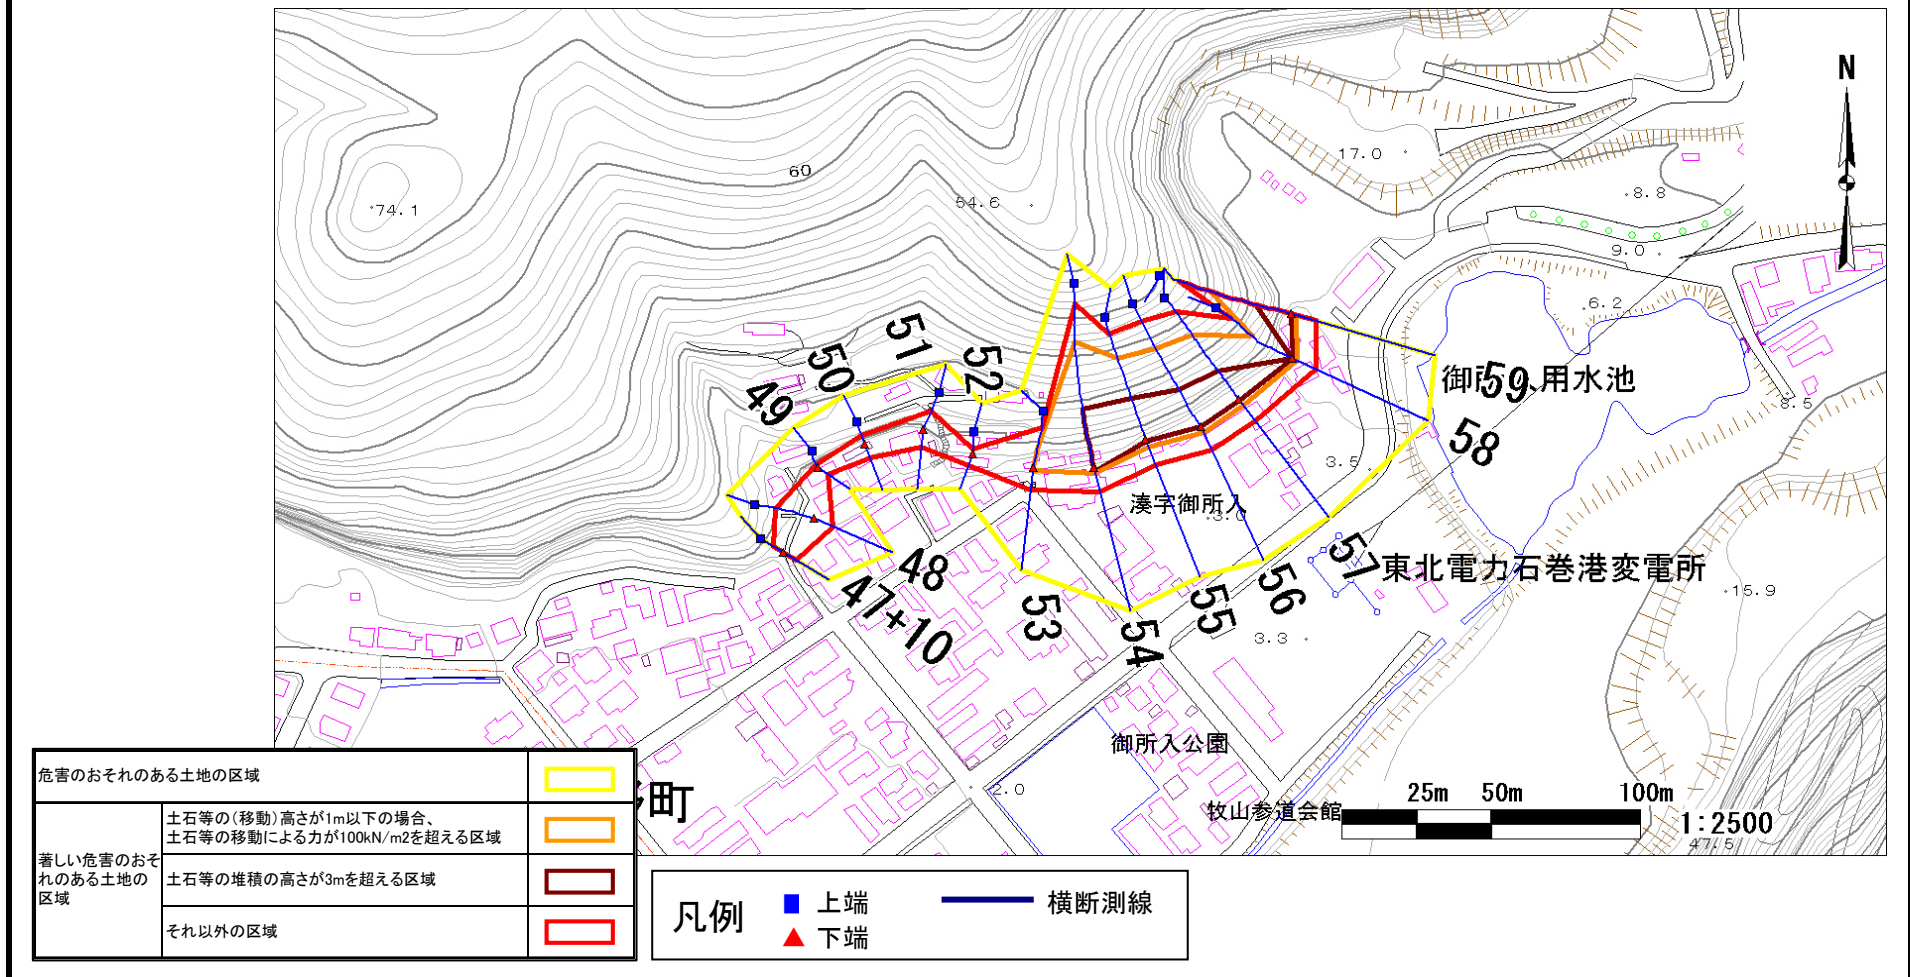 N
17.0
60
8.8
54.6
74.1
9.0
6.2
51
52
50
49
御所入用水池
59
8.5
58
3.5
湊字御所入
3.0
57
東北電力石巻港変電所
48
56
55
47+10
53
54
15.9
3.3
御所入公園
2.0
町
牧山参道会館
25m 50m 100m
1:2500
47.5
危害のおそれのある土地の区域
著しい危害のおそ
れのある土地の
区域
土石等の(移動)高さが1m以下の場合、
土石等の移動による力が100kN/m2を超える区域
土石等の堆積の高さが3mを超える区域
それ以外の区域
凡例
上端
下端
横断測線